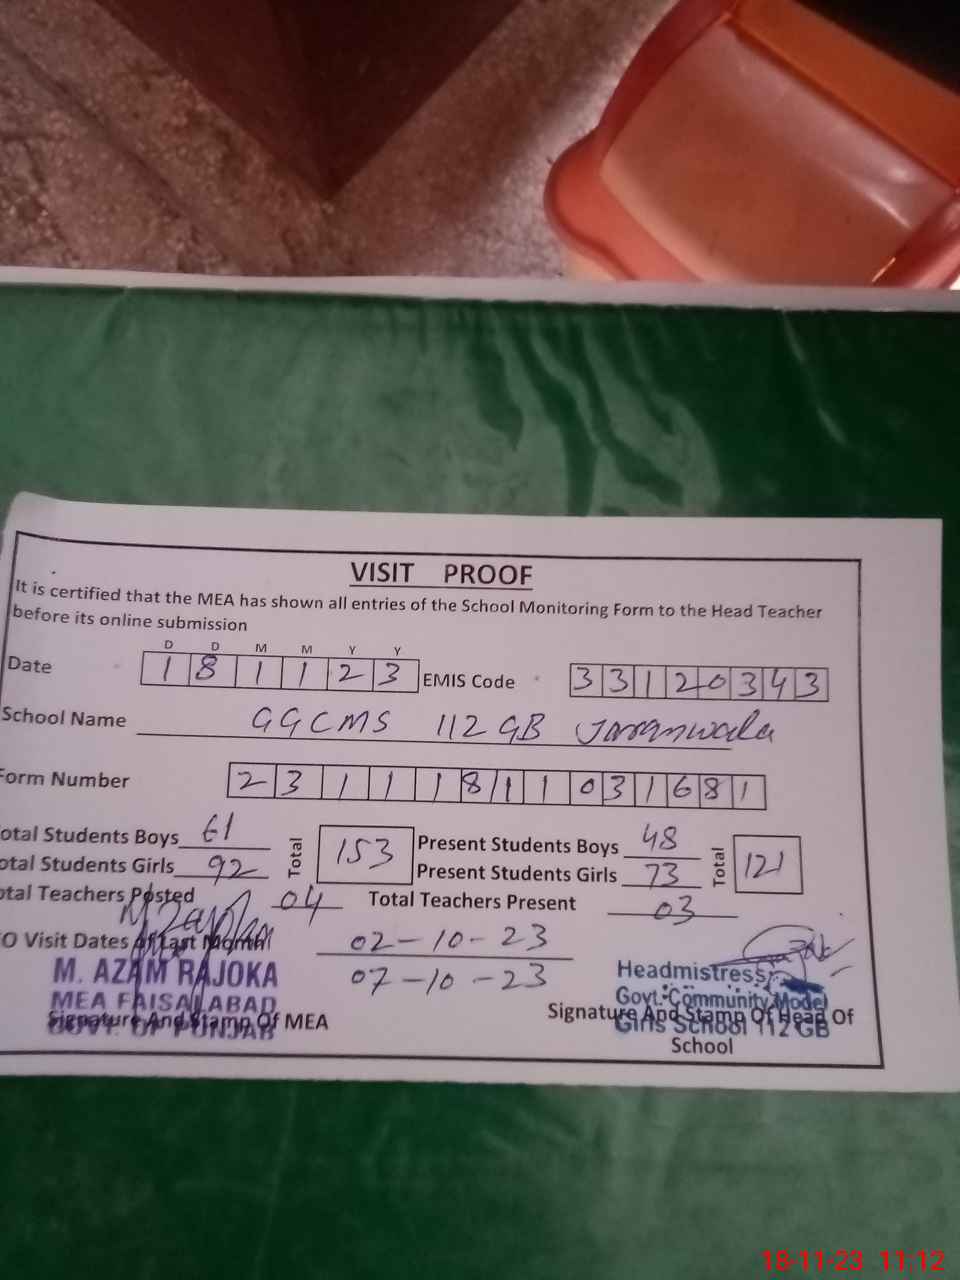 VISIT PROOF
It is certified that the MEA has shown all entries of the School Monitoring Form to the Head Teacher
before its online submission
D D M M Y Y
Date 1 8 1 1 2 3 EMIS Code 3 3 1 2 0 3 4 3
School Name GGCMS 112 GB Jaranwala
Form Number 2 3 1 1 1 8 1 1 0 3 1 6 8 1
otal Students Boys 61 Total 153 Present Students Boys 48 Total 121
otal Students Girls 92 Present Students Girls 73
otal Teachers Posted 04 Total Teachers Present 03
EO Visit Dates of Last Month 02-10-23
07-10-23
M. AZAM RAJOKA
MEA FAISALABAD
GOVT. OF PUNJAB
Signature And Stamp Of MEA
Headmistress
Govt. Community Model
Girls School 112 GB
Signature And Stamp Of Head Of
School
18-11-23 11:12